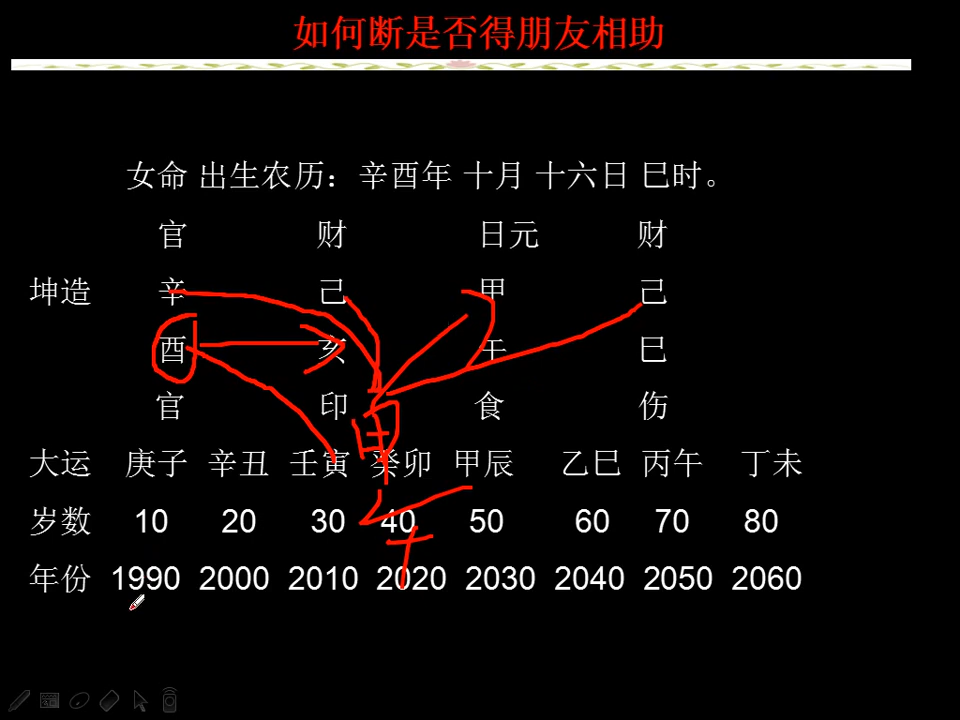 如何断是否得朋友相助
女命 出生农历：辛酉年 十月 十六日 巳时。
官 财 日元 财
坤造 辛 己 甲 己
酉 亥 午 巳
官 印 食 伤
甲
午
大运 庚子 辛丑 壬寅 癸卯 甲辰 乙巳 丙午 丁未
岁数 10 20 30 40 50 60 70 80
年份 1990 2000 2010 2020 2030 2040 2050 2060